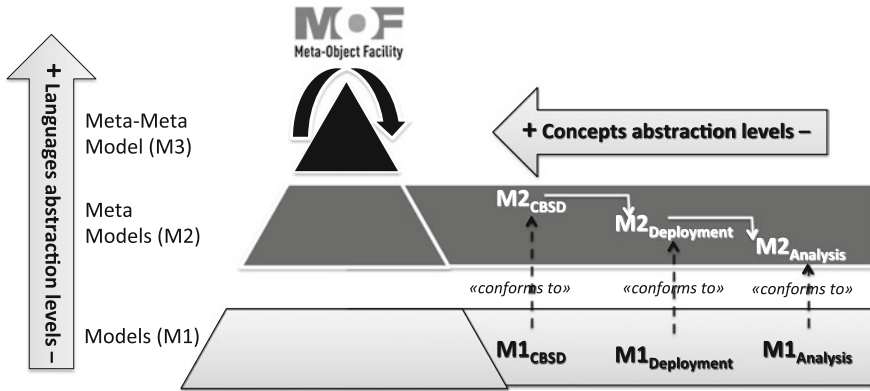 MOF
Meta-Object Facility
+ Languages abstraction levels –
Meta-Meta
Model (M3)
+ Concepts abstraction levels –
Meta
Models (M2)
M2CBSD
M2Deployment
M2Analysis
«conforms to»
«conforms to»
«conforms to»
Models (M1)
M1CBSD
M1Deployment
M1Analysis